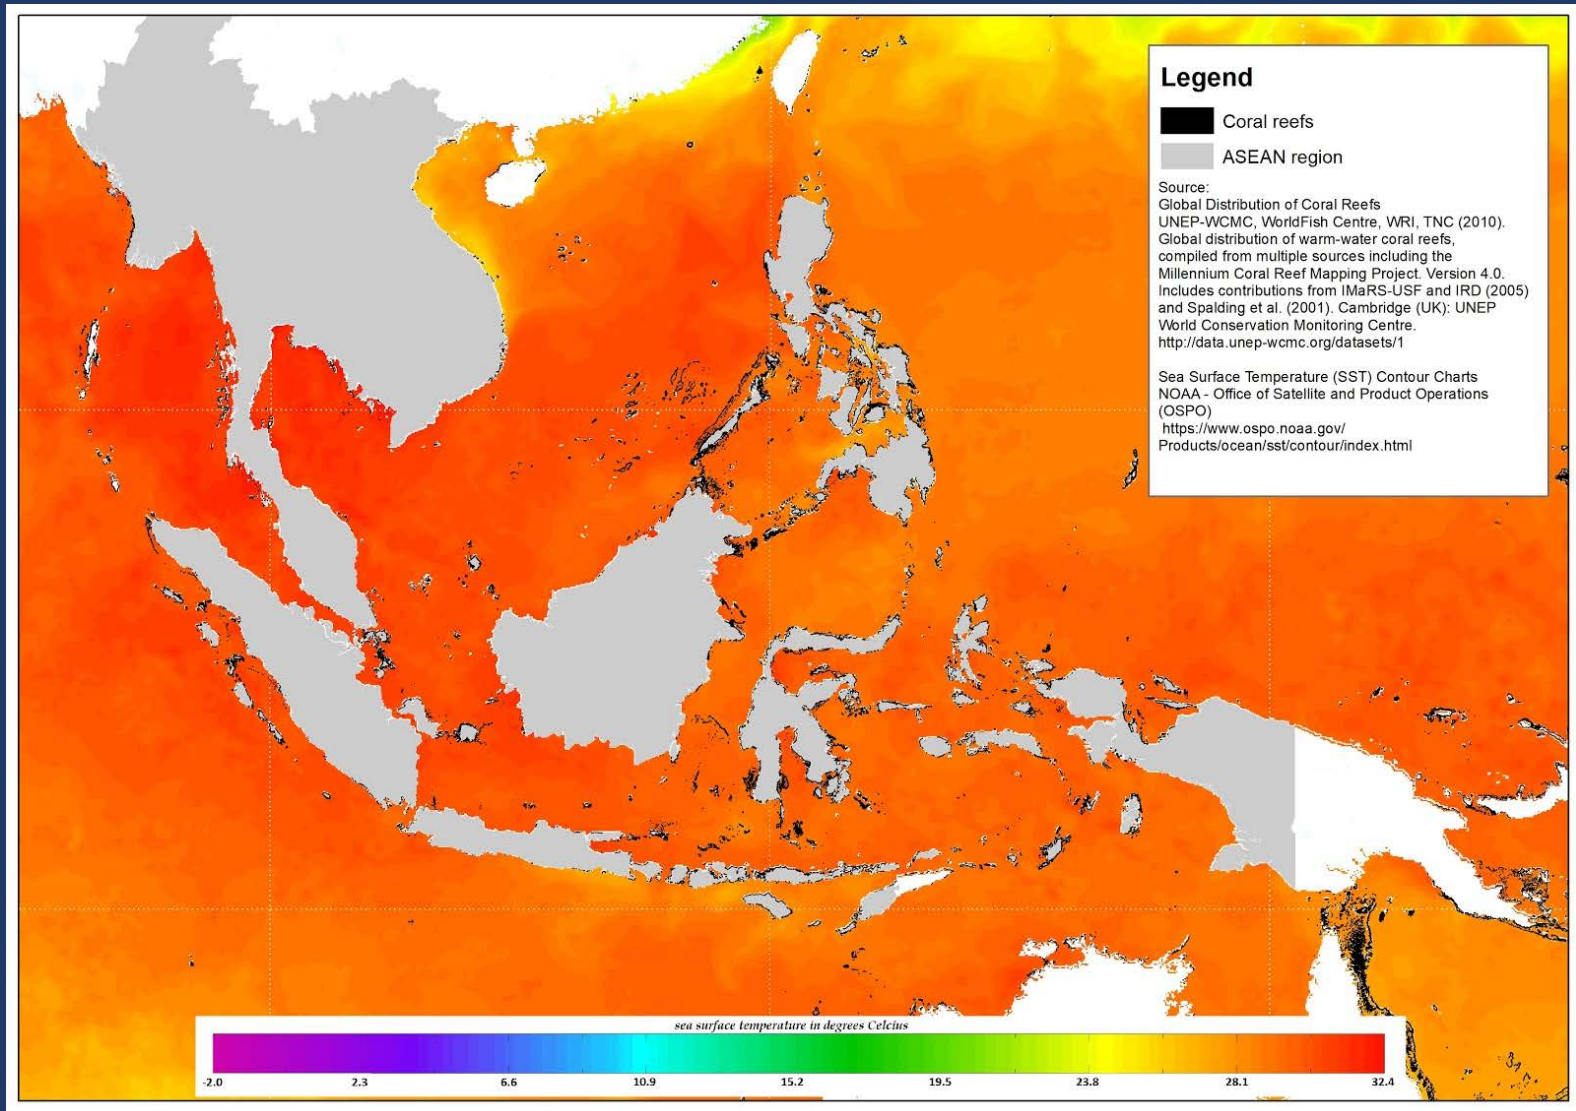 Legend
Coral reefs
ASEAN region
Source:
Global Distribution of Coral Reefs
UNEP-WCMC, WorldFish Centre, WRI, TNC (2010).
Global distribution of warm-water coral reefs,
compiled from multiple sources including the
Millennium Coral Reef Mapping Project. Version 4.0.
Includes contributions from IMaRS-USF and IRD (2005)
and Spalding et al. (2001). Cambridge (UK): UNEP
World Conservation Monitoring Centre.
http://data.unep-wcmc.org/datasets/1
Sea Surface Temperature (SST) Contour Charts
NOAA - Office of Satellite and Product Operations
(OSPO)
https://www.ospo.noaa.gov/
Products/ocean/sst/contour/index.html
sea surface temperature in degrees Celcius
-2.0 2.3 6.6 10.9 15.2 19.5 23.8 28.1 32.4